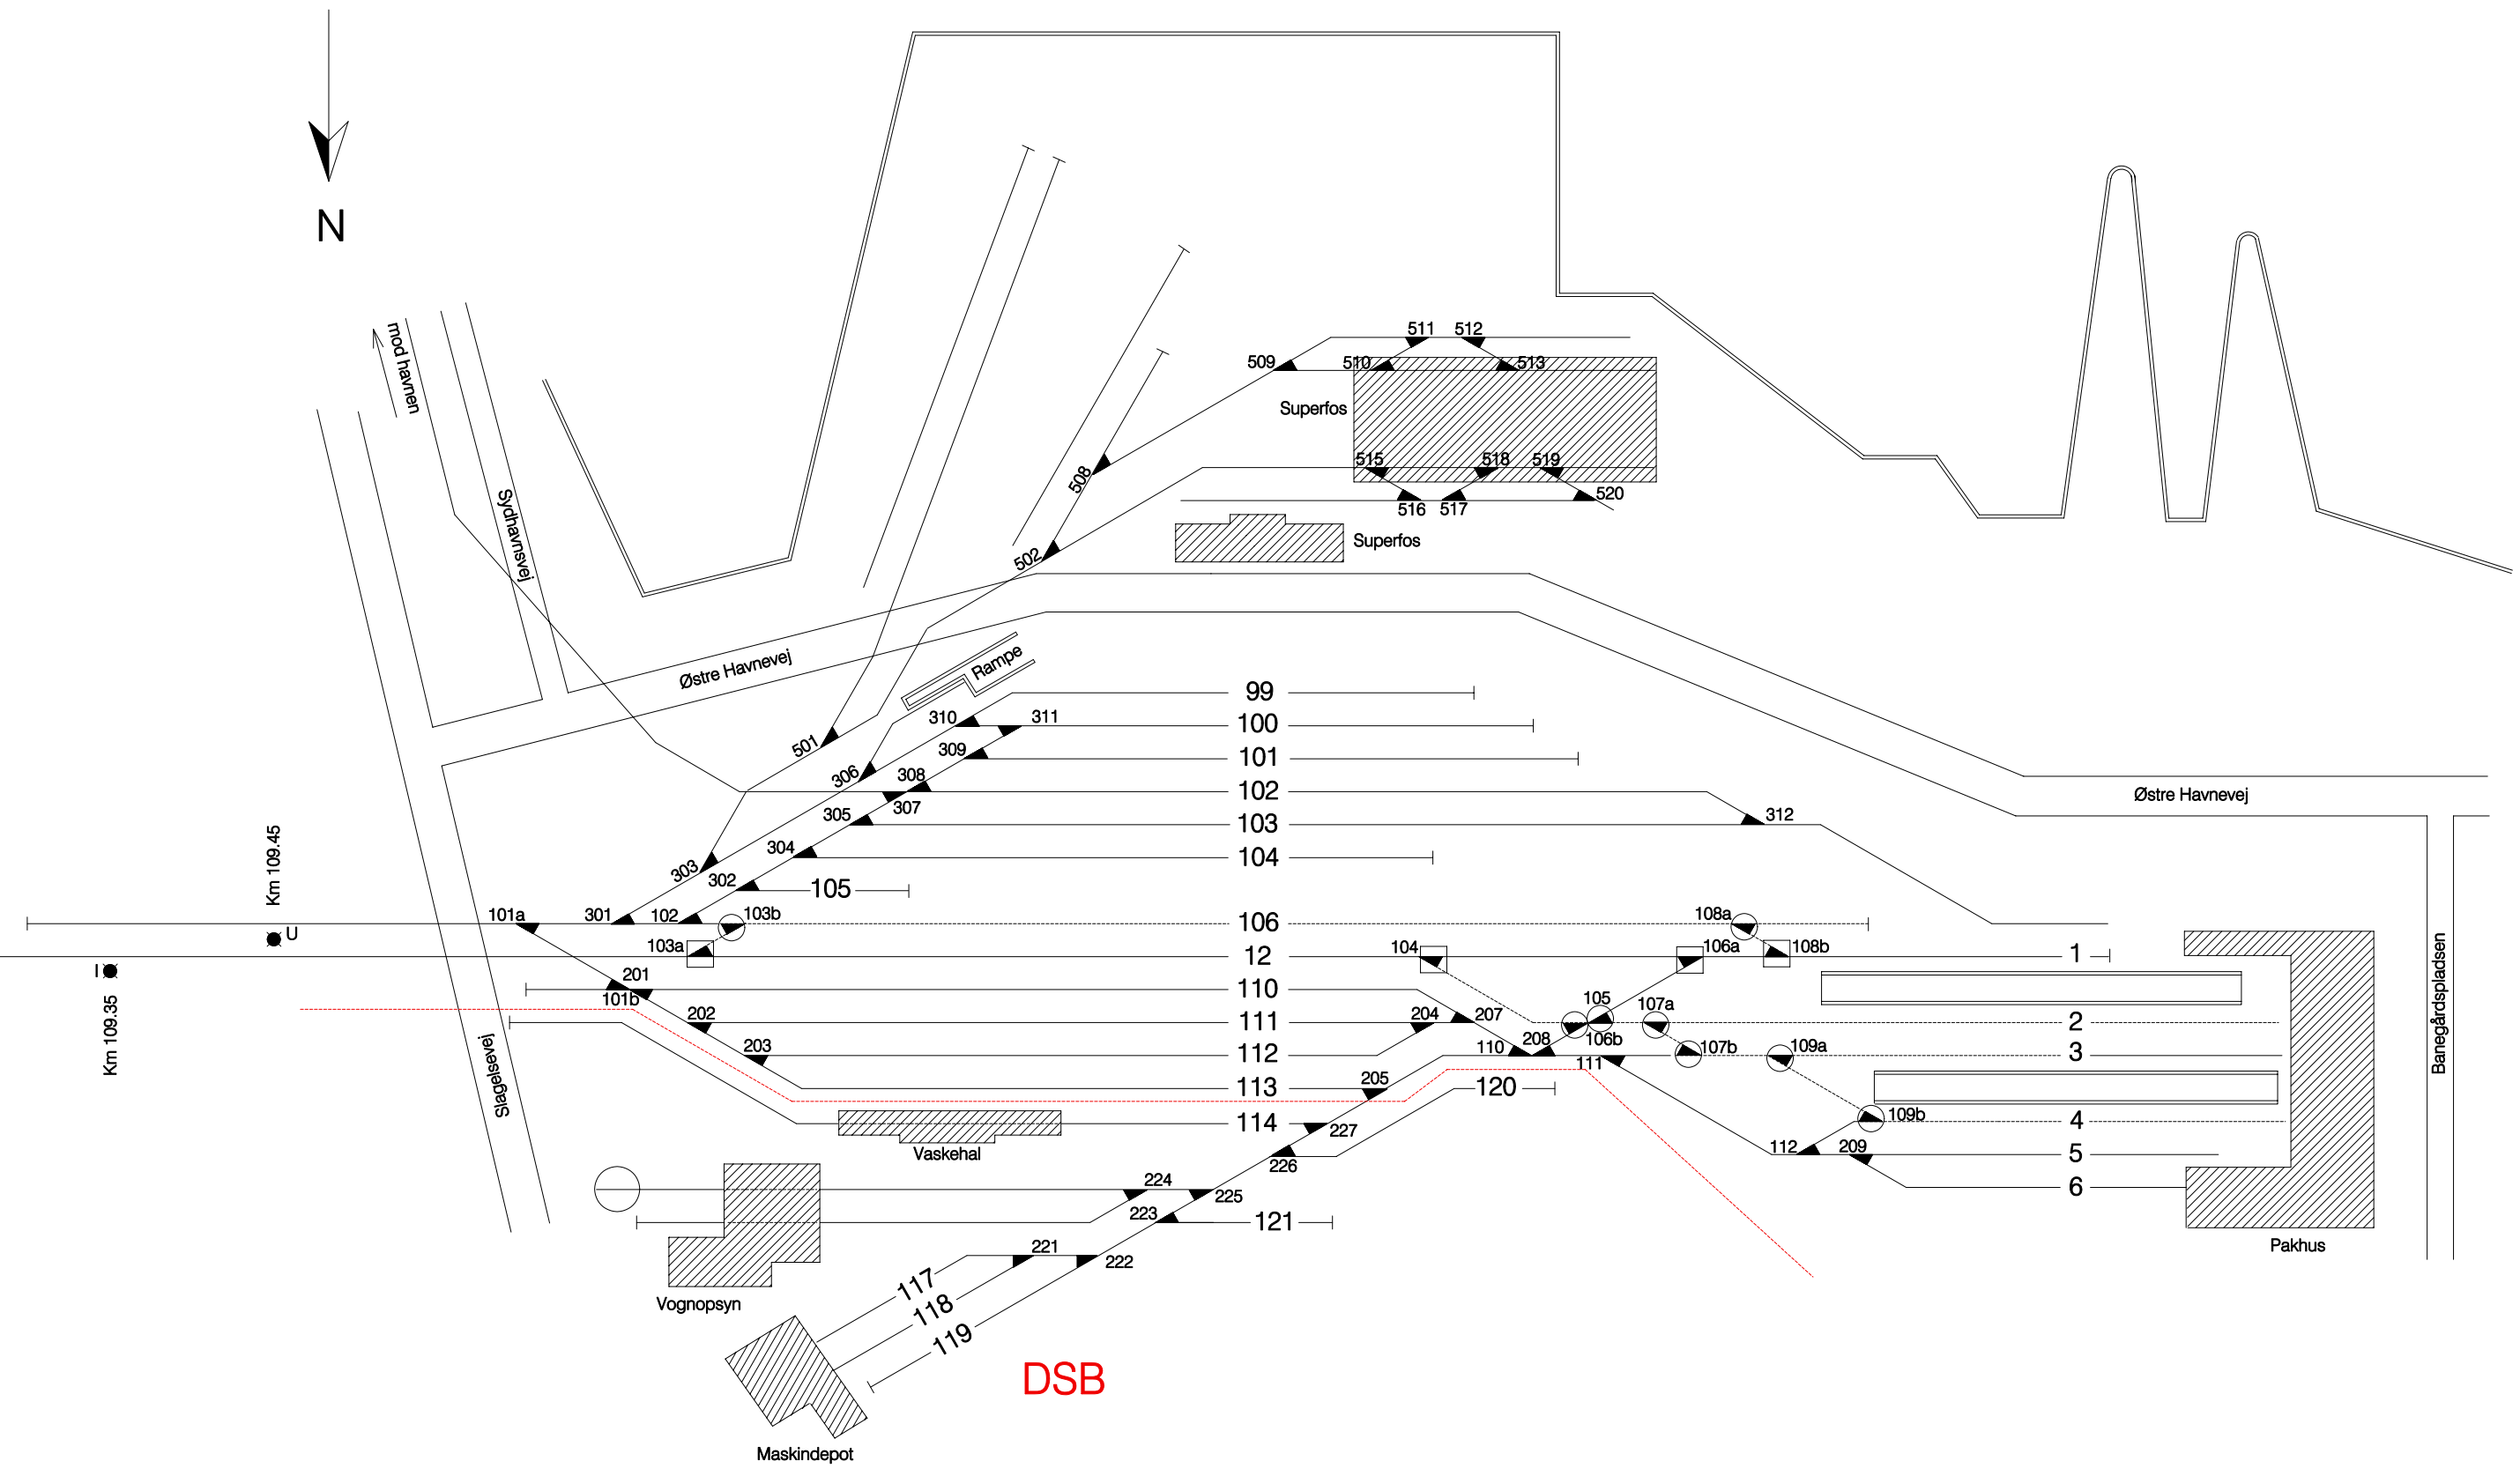 N
mod havnen
Sydhavnsvej
511
512
509
510
513
Superfos
515
518
519
508
516
517
520
502
Superfos
Østre Havnevej
Rampe
99
310
311
100
501
309
101
306
308
102
Østre Havnevej
305
307
103
312
304
104
303
302
105
Km 109.45
101a
301
102
103b
106
108a
U
103a
12
104
106a
108b
1
I
201
101b
110
105
107a
Km 109.35
202
111
204
207
106b
2
203
112
110
208
111
107b
109a
3
Banegårdspladsen
Slagelsevej
113
205
120
114
227
109b
4
Vaskehal
226
112
209
5
224
225
6
223
121
221
222
Pakhus
117
118
119
Vognopsyn
DSB
Maskindepot